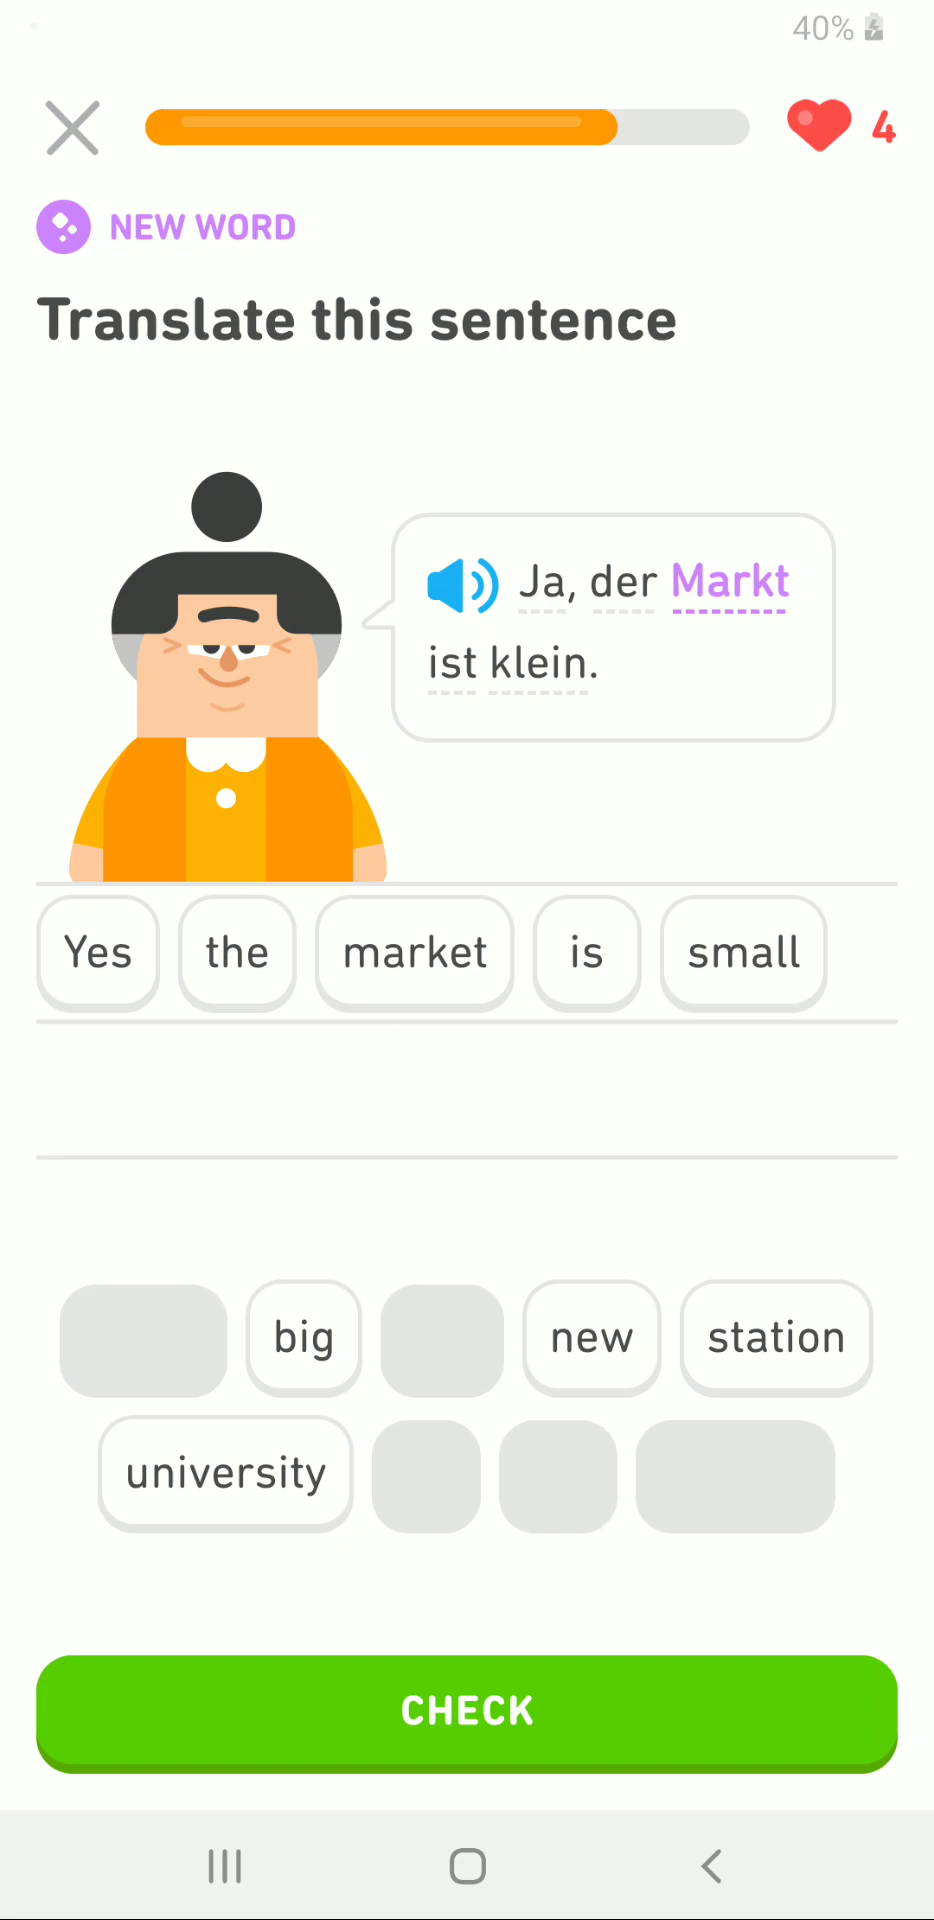 40%
4
NEW WORD
Translate this sentence
Ja, der Markt
ist klein.
Yes the market is small
big new station
university
CHECK